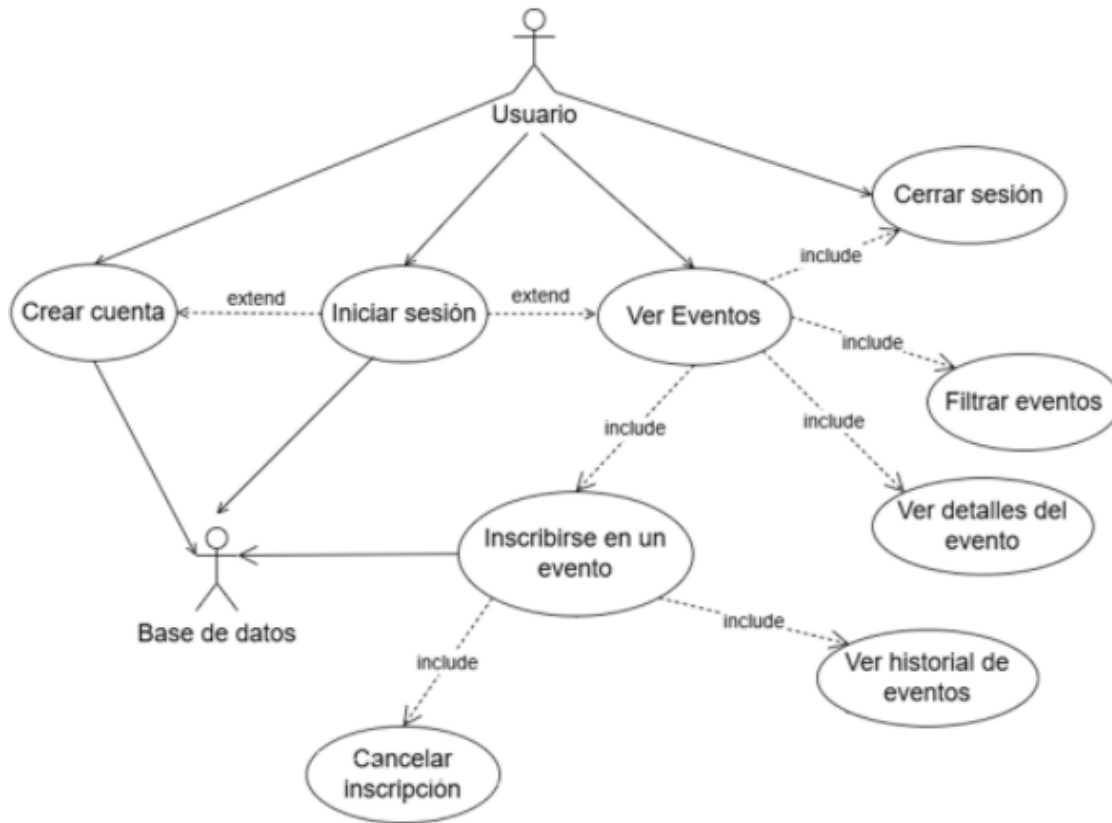 Usuario
Cerrar sesión
include
Crear cuenta
extend
Iniciar sesión
extend
Ver Eventos
include
Filtrar eventos
include
include
Ver detalles del
evento
Inscribirse en un
evento
Base de datos
include
include
Ver historial de
eventos
Cancelar
inscripción